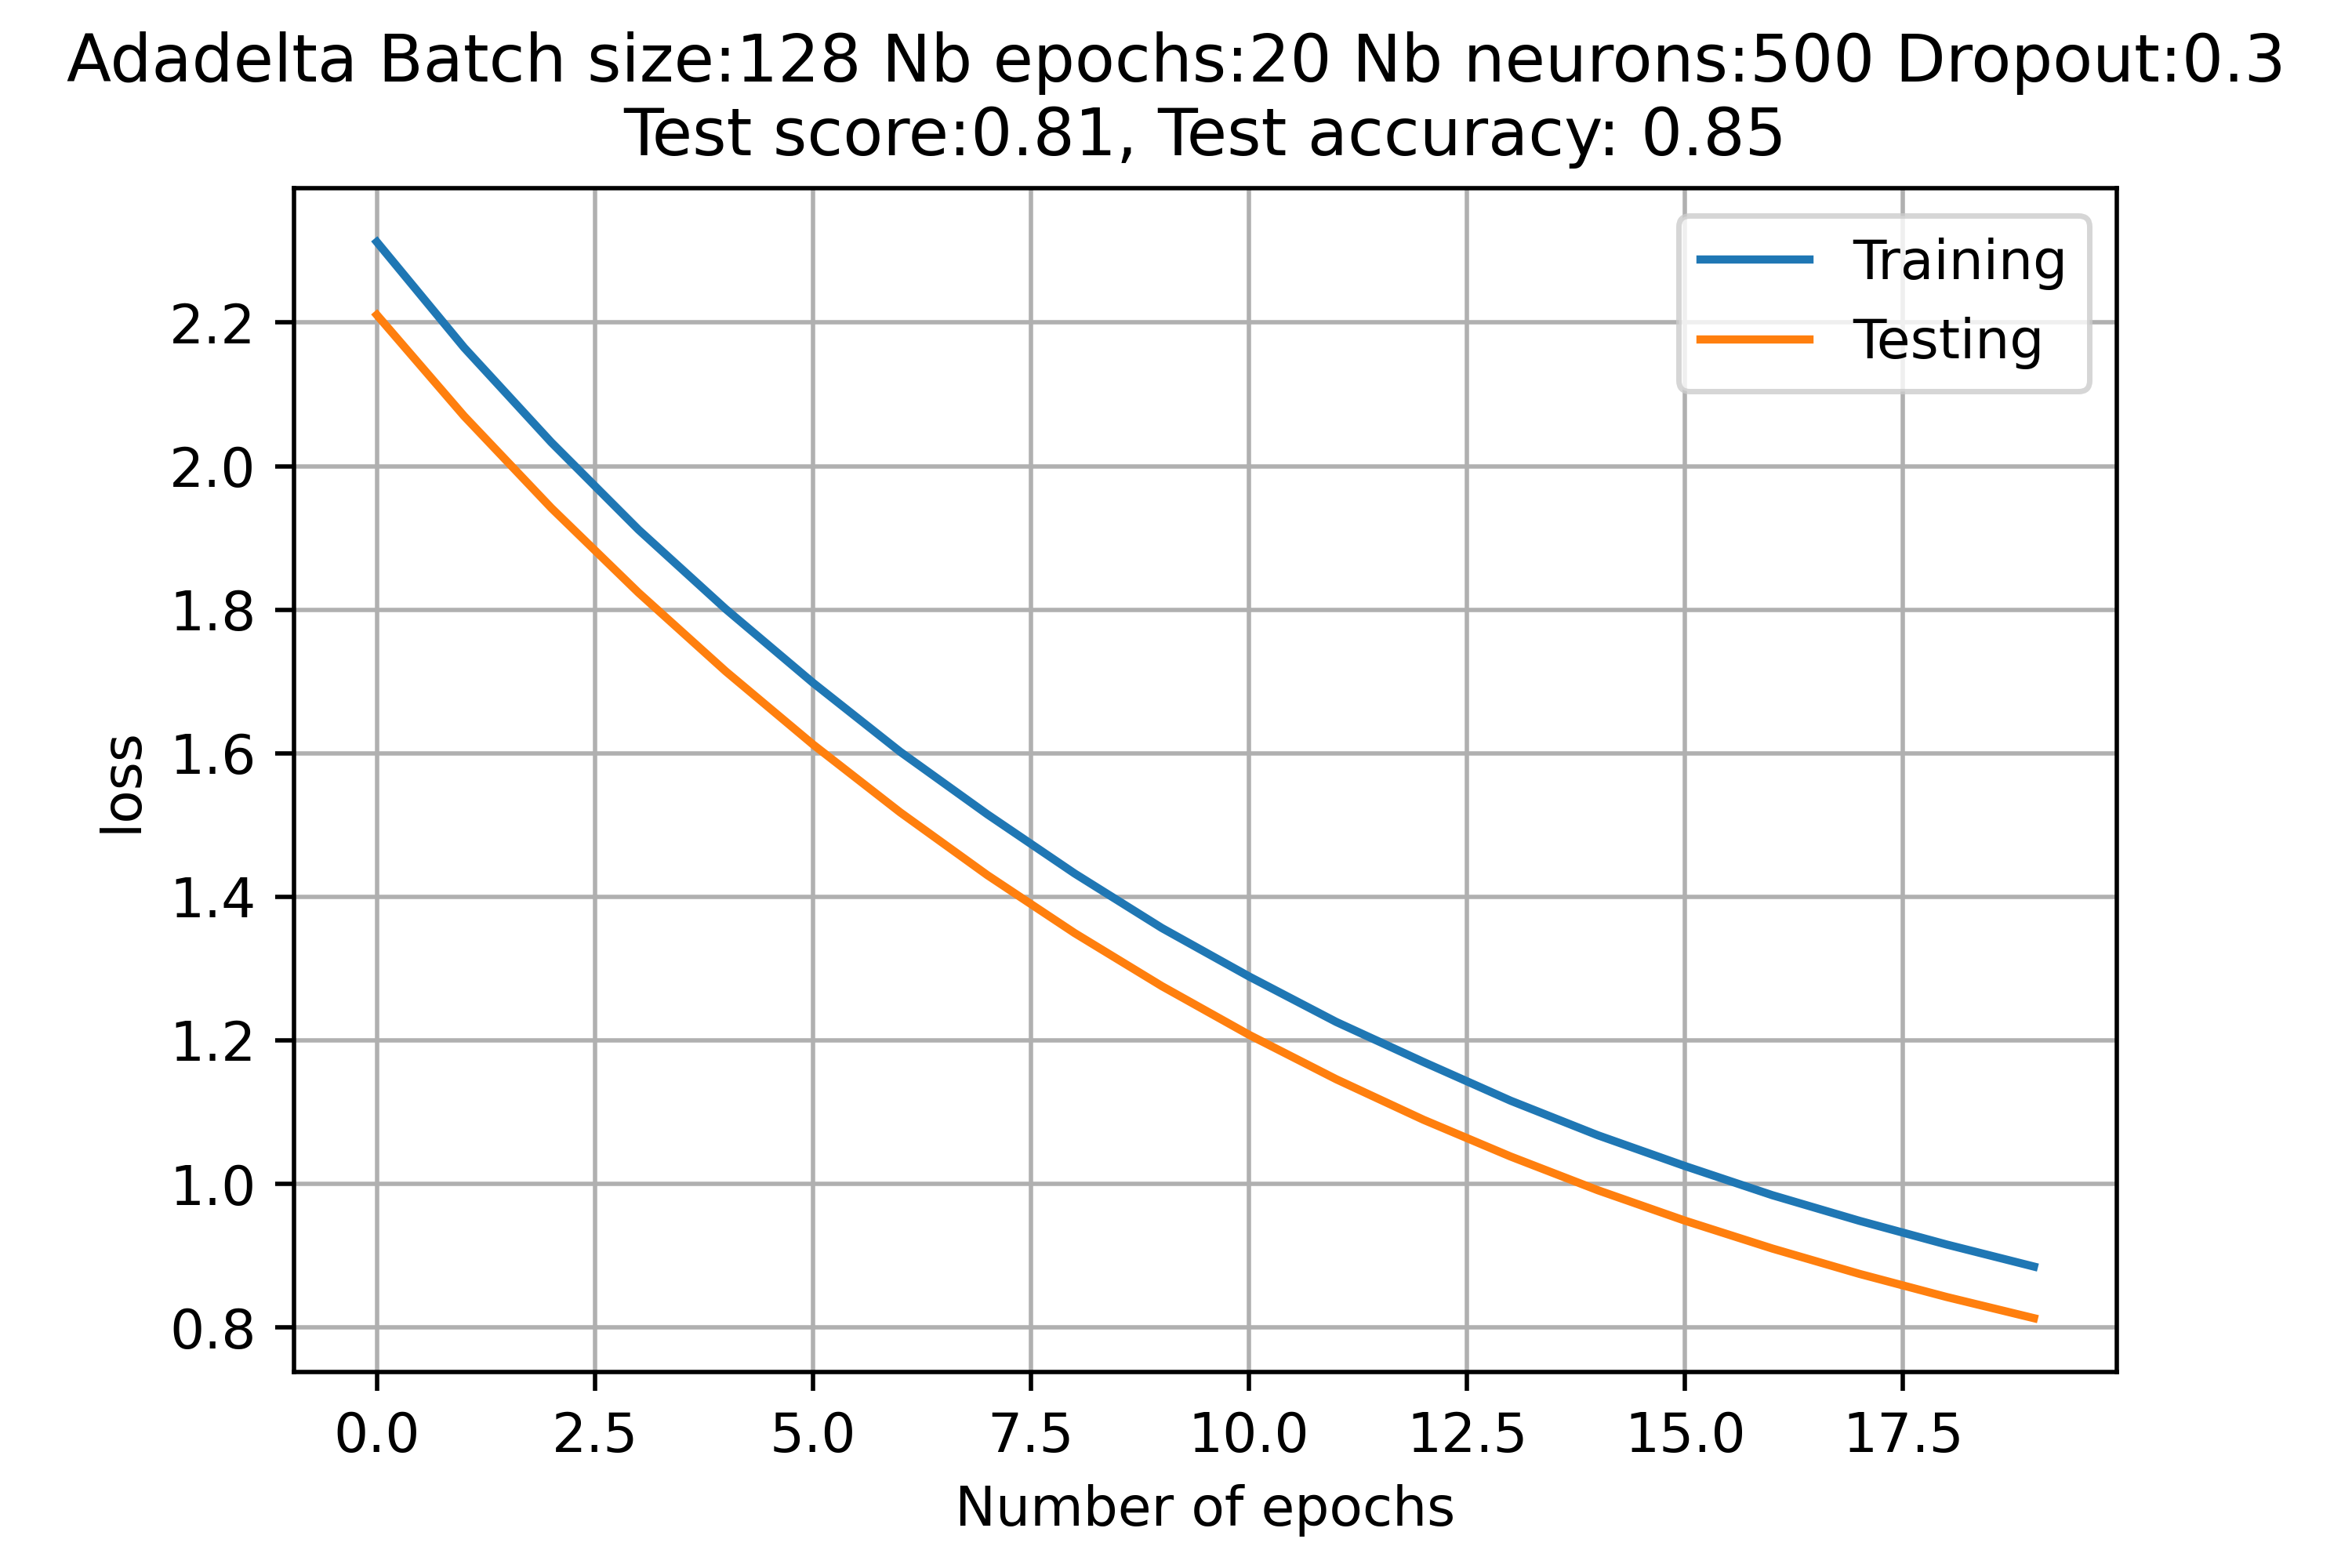 Adadelta Batch size:128 Nb epochs:20 Nb neurons:500 Dropout:0.3
Test score:0.81, Test accuracy: 0.85
Training
Testing
2.2
2.0
1.8
1.6
1.4
1.2
1.0
0.8
loss
0.0 2.5 5.0 7.5 10.0 12.5 15.0 17.5
Number of epochs